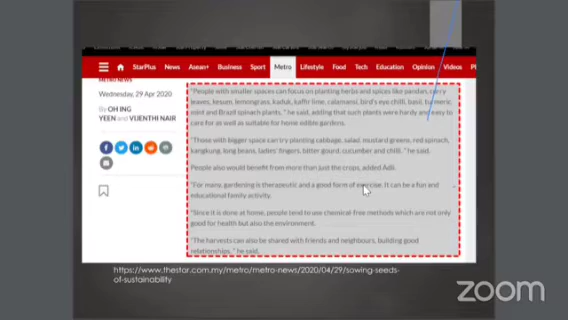 StarPlus News Asean+ Business Sport Metro Lifestyle Food Tech Education Opinion Videos
METRO NEWS
Wednesday, 29 Apr 2020
By OH ING
YEEN and VIJENTHI NAIR
"People with smaller spaces can focus on planting herbs and spices like pandan, curry
leaves, kesum, lemongrass, kaduk, kaffir lime, calamansi, bird's eye chilli, basil, turmeric,
mint and Brazil spinach plants," he said, adding that such plants were hardy and easy to
care for as well as suitable for home edible gardens.
"Those with bigger space can try planting cabbage, salad, mustard greens, red spinach,
kangkung, long beans, ladies' fingers, bitter gourd, cucumber and chilli," he said.
People also would benefit from more than just the crops, added Adli.
"For many, gardening is therapeutic and a good form of exercise. It can be a fun and
educational family activity.
"Since it is done at home, people tend to use chemical-free methods which are not only
good for health but also the environment.
"The harvests can also be shared with friends and neighbours, building good
relationships," he said.
https://www.thestar.com.my/metro/metro-news/2020/04/29/sowing-seeds-
of-sustainability
zoom